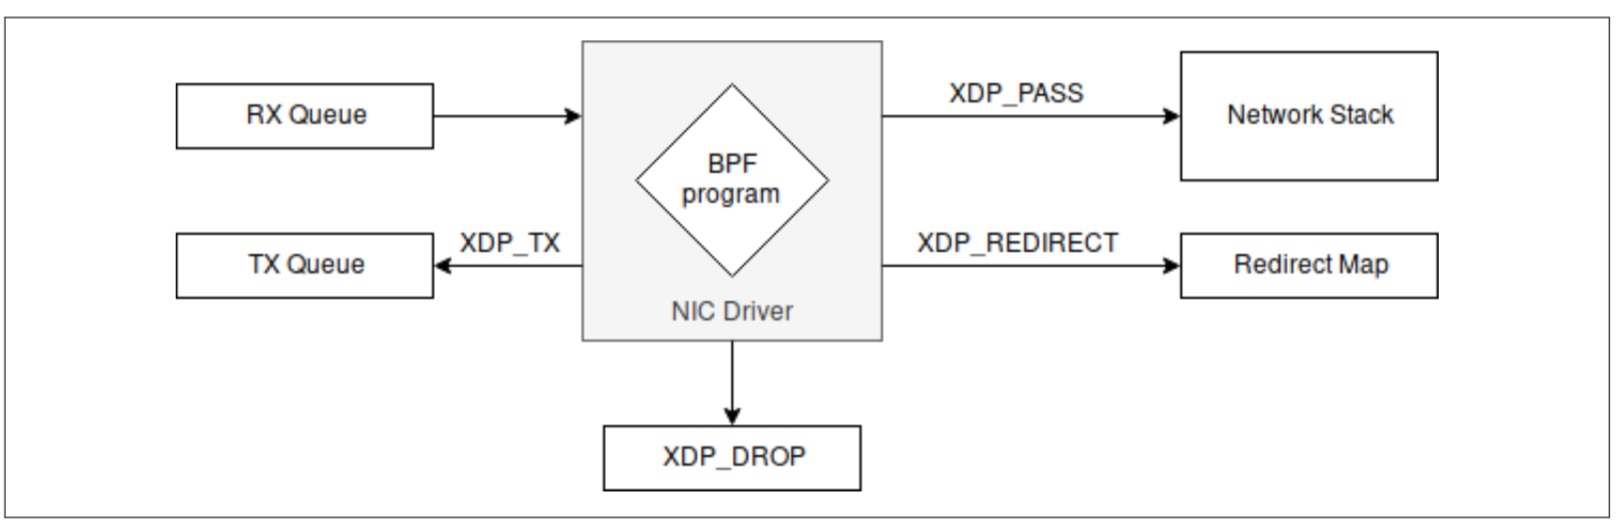 RX Queue
BPF
program
XDP_PASS
Network Stack
TX Queue
XDP_TX
XDP_REDIRECT
Redirect Map
NIC Driver
XDP_DROP